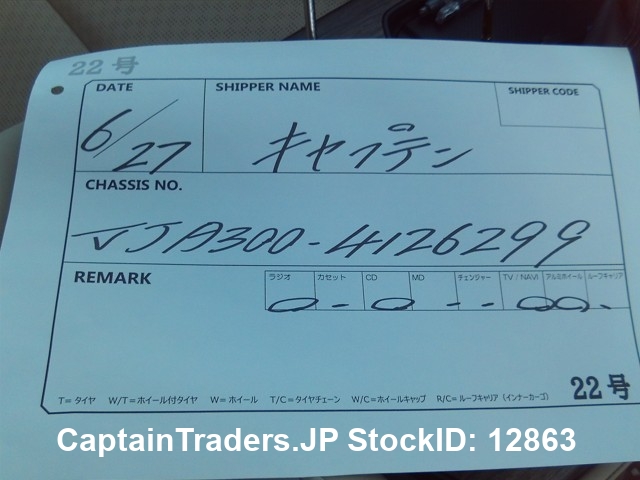 22号
DATE SHIPPER NAME SHIPPER CODE
6/27 キャプテン
CHASSIS NO.
VJA300-4126299
REMARK ラジオ カセット CD MD チェンジャー TV / NAVI アルミホイール ルーフキャリア
○ - ○ - - ○ ○ -
T= タイヤ W/T=ホイール付タイヤ W= ホイール T/C=タイヤチェーン W/C=ホイールキャップ R/C=ルーフキャリア (インナーカーゴ)
22号
CaptainTraders.JP StockID: 12863